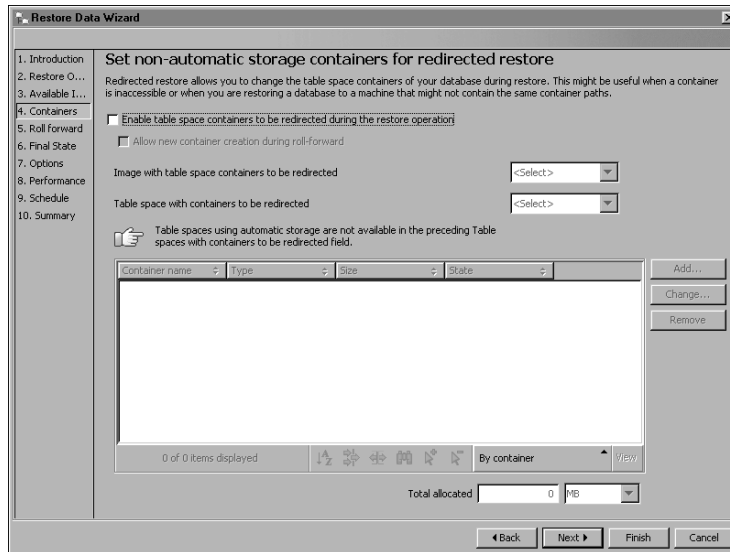 Restore Data Wizard
1. Introduction
2. Restore O...
3. Available I...
4. Containers
5. Roll forward
6. Final State
7. Options
8. Performance
9. Schedule
10. Summary
Set non-automatic storage containers for redirected restore
Redirected restore allows you to change the table space containers of your database during restore. This might be useful when a container
is inaccessible or when you are restoring a database to a machine that might not contain the same container paths.
Enable table space containers to be redirected during the restore operation
Allow new container creation during roll-forward
Image with table space containers to be redirected <Select>
Table space with containers to be redirected <Select>
Table spaces using automatic storage are not available in the preceding Table
spaces with containers to be redirected field.
Container name Type Size State
Add...
Change...
Remove
0 of 0 items displayed By container View
Total allocated 0 MB
Back Next Finish Cancel